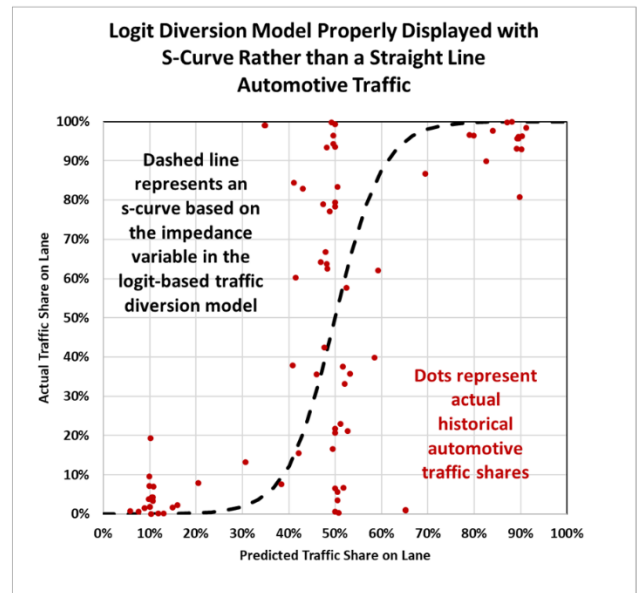 Logit Diversion Model Properly Displayed with
S-Curve Rather than a Straight Line
Automotive Traffic
100%
90%
80%
70%
60%
50%
40%
30%
20%
10%
0%
Actual Traffic Share on Lane
Dashed line
represents an
s-curve based on
the impedance
variable in the
logit-based traffic
diversion model
Dots represent
actual
historical
automotive
traffic shares
0% 10% 20% 30% 40% 50% 60% 70% 80% 90% 100%
Predicted Traffic Share on Lane